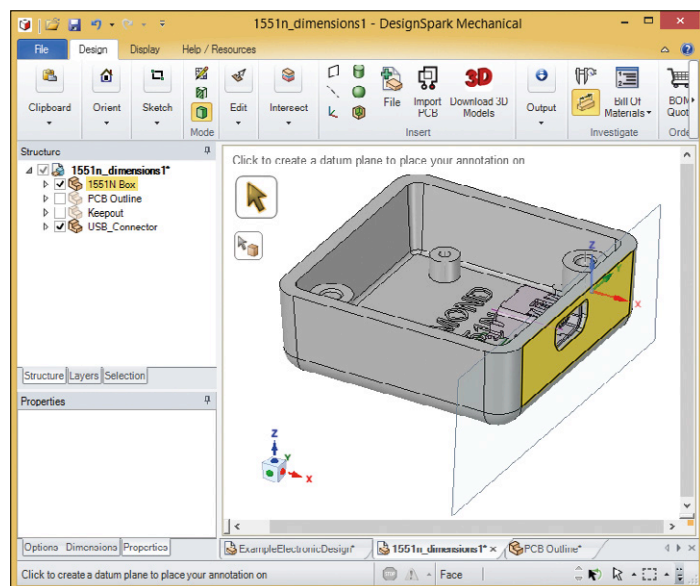 1551n_dimensions1 - DesignSpark Mechanical
File Design Display Help / Resources
Clipboard
Orient
Sketch
Mode
Edit
Intersect
File
Import PCB
Download 3D Models
3D
Insert
Output
Bill Of Materials
Investigate
BOM Quot
Orde
Structure
1551n_dimensions1*
1551N Box
PCB Outline
Keepout
USB_Connector
Structure Layers Selection
Properties
Options Dimensions Properties
Click to create a datum plane to place your annotation on
MOND
51N
Z
Y
X
Z
Y
X
ExampleElectronicDesign* 1551n_dimensions1* PCB Outline*
Click to create a datum plane to place your annotation on
Face